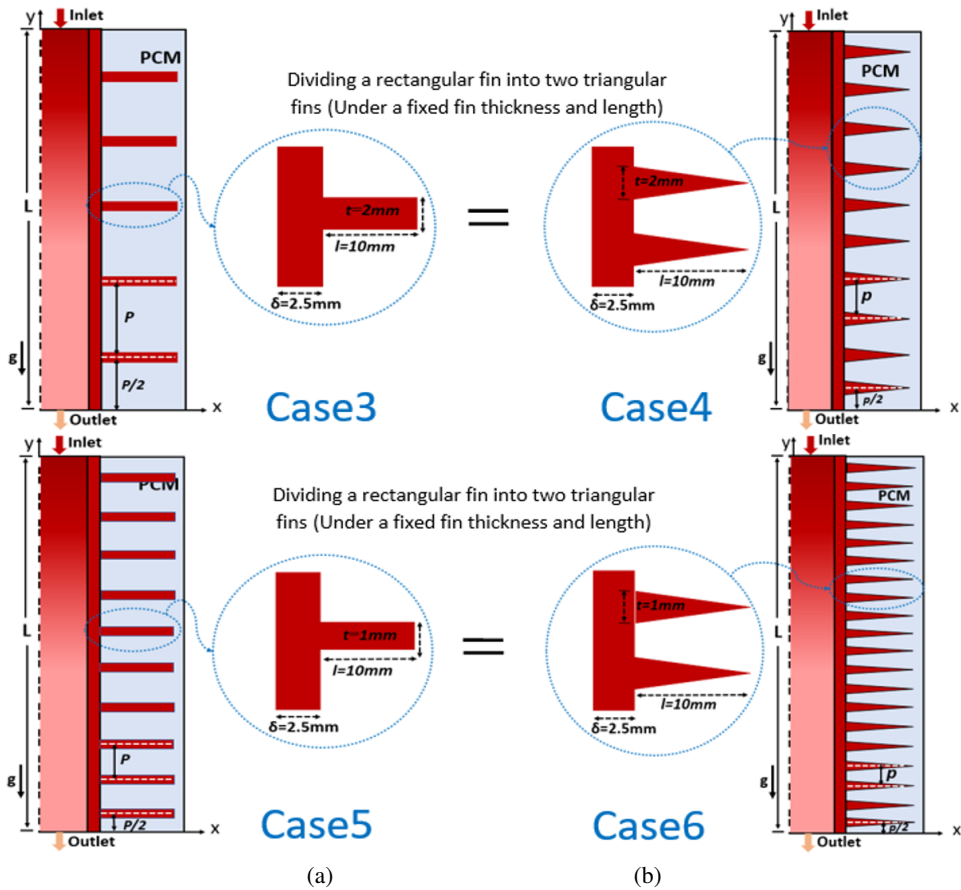 y
Inlet
PCM
L
P
P/2
g
x
Outlet
Dividing a rectangular fin into two triangular
fins (Under a fixed fin thickness and length)
t=2mm
l=10mm
δ=2.5mm
=
t=2mm
l=10mm
δ=2.5mm
Case3
Case4
y
Inlet
PCM
L
p
p/2
g
x
Outlet
y
Inlet
PCM
L
P
P/2
g
x
Outlet
Dividing a rectangular fin into two triangular
fins (Under a fixed fin thickness and length)
t=1mm
l=10mm
δ=2.5mm
=
t=1mm
l=10mm
δ=2.5mm
Case5
Case6
y
Inlet
PCM
L
p
p/2
g
x
Outlet
(a)
(b)